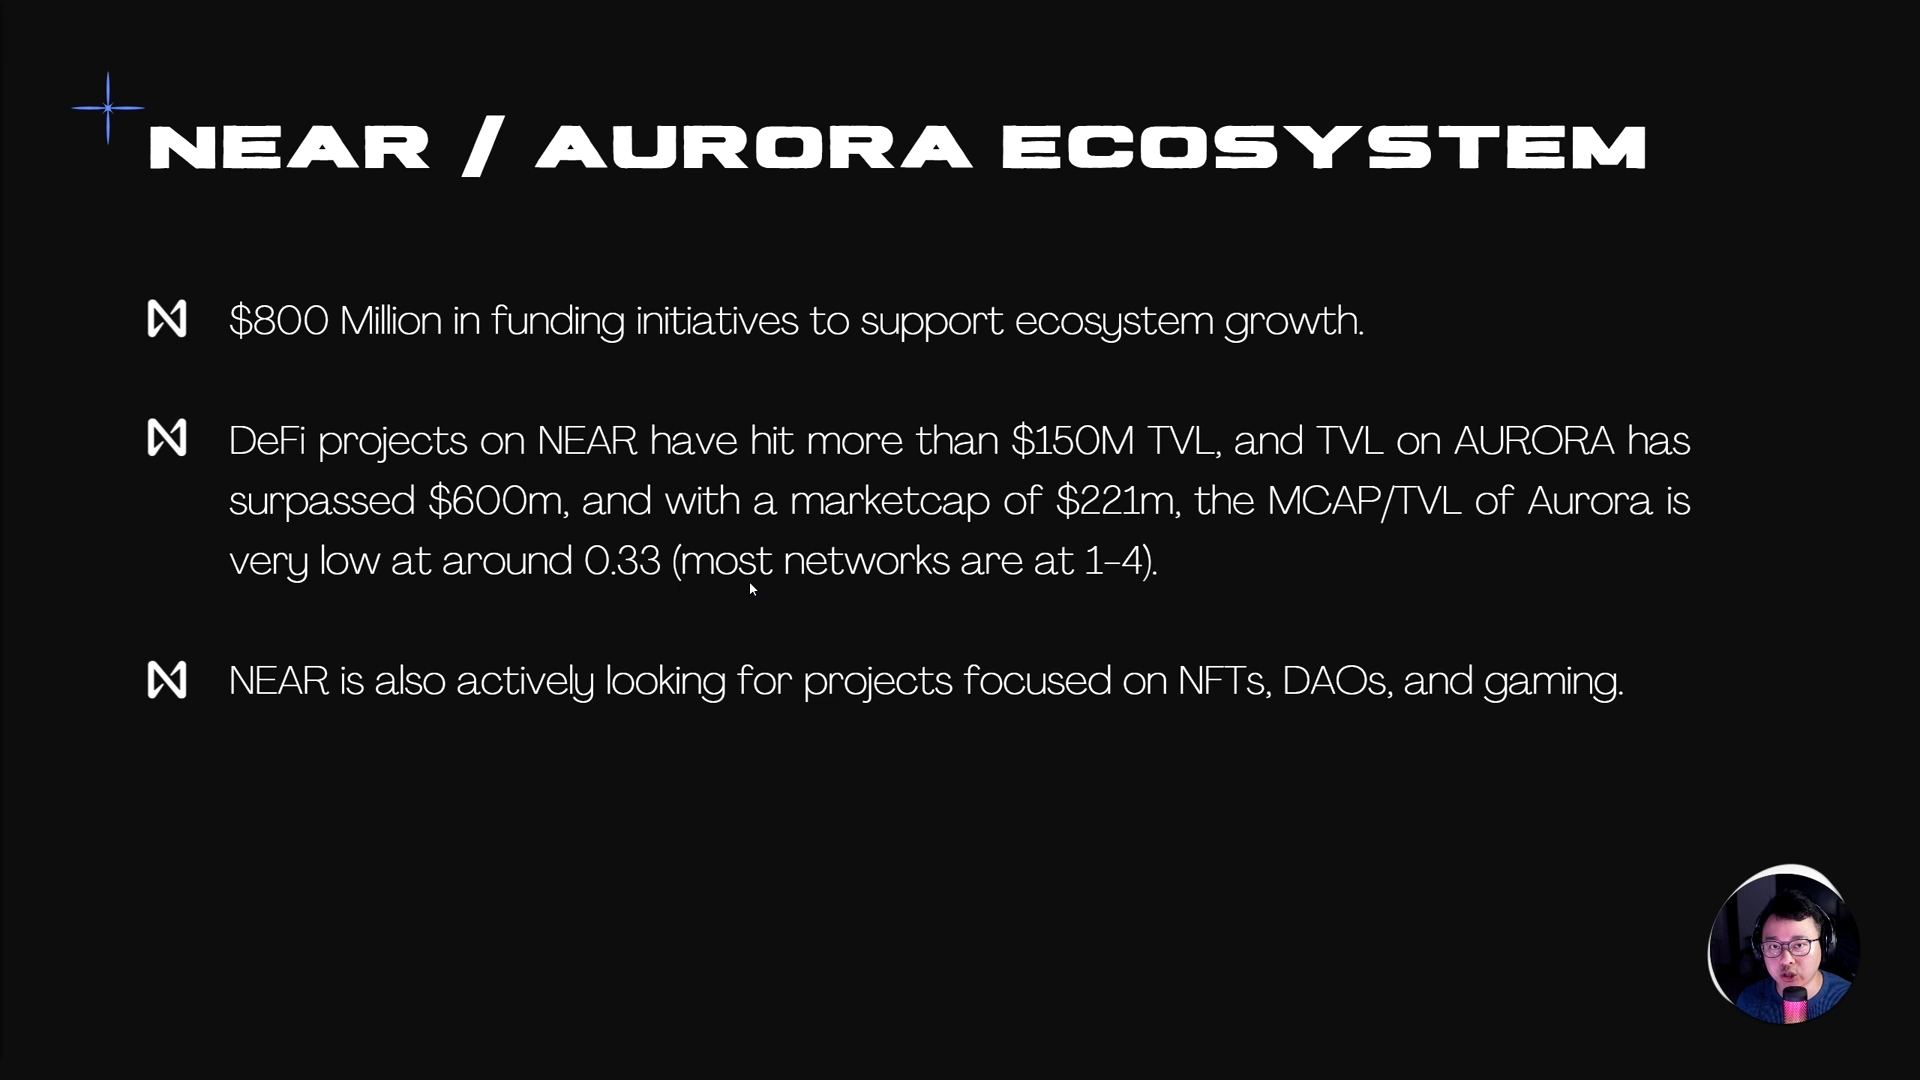 NEAR / AURORA ECOSYSTEM
$800 Million in funding initiatives to support ecosystem growth.
DeFi projects on NEAR have hit more than $150M TVL, and TVL on AURORA has
surpassed $600m, and with a marketcap of $221m, the MCAP/TVL of Aurora is
very low at around 0.33 (most networks are at 1-4).
NEAR is also actively looking for projects focused on NFTs, DAOs, and gaming.